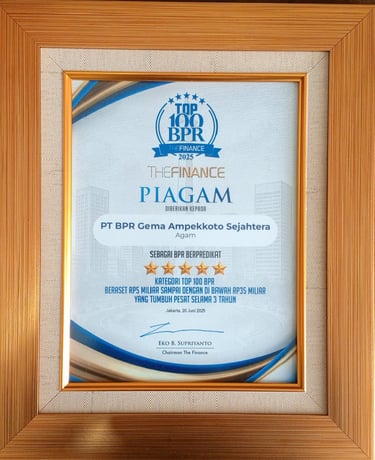 TOP
100
BPR
THE FINANCE
2025
THE FINANCE
PIAGAM
DIBERIKAN KEPADA
PT BPR Gema Ampekkoto Sejahtera
Agam
SEBAGAI BPR BERPREDIKAT
KATEGORI TOP 100 BPR
BERASET RP5 MILIAR SAMPAI DENGAN DI BAWAH RP35 MILIAR
YANG TUMBUH PESAT SELAMA 3 TAHUN
Jakarta, 20 Juni 2025
EKO B. SUPRIYANTO
Chairman The Finance